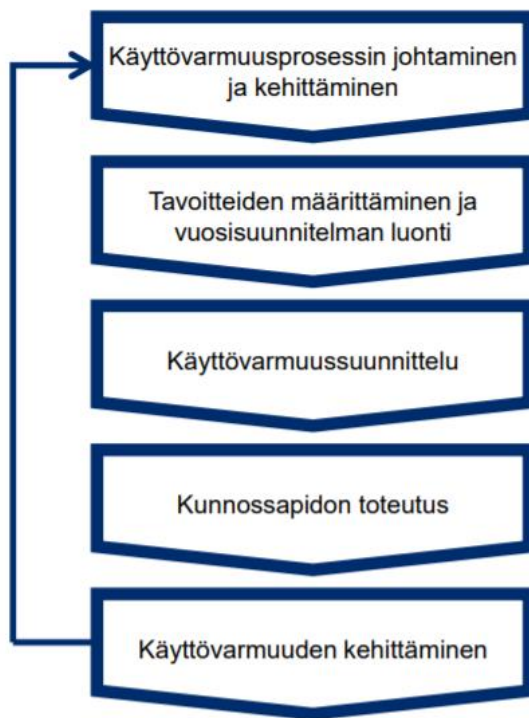 Käyttövarmuusprosessin johtaminen
ja kehittäminen
Tavoitteiden määrittäminen ja
vuosisuunnitelman luonti
Käyttövarmuussuunnittelu
Kunnossapidon toteutus
Käyttövarmuuden kehittäminen